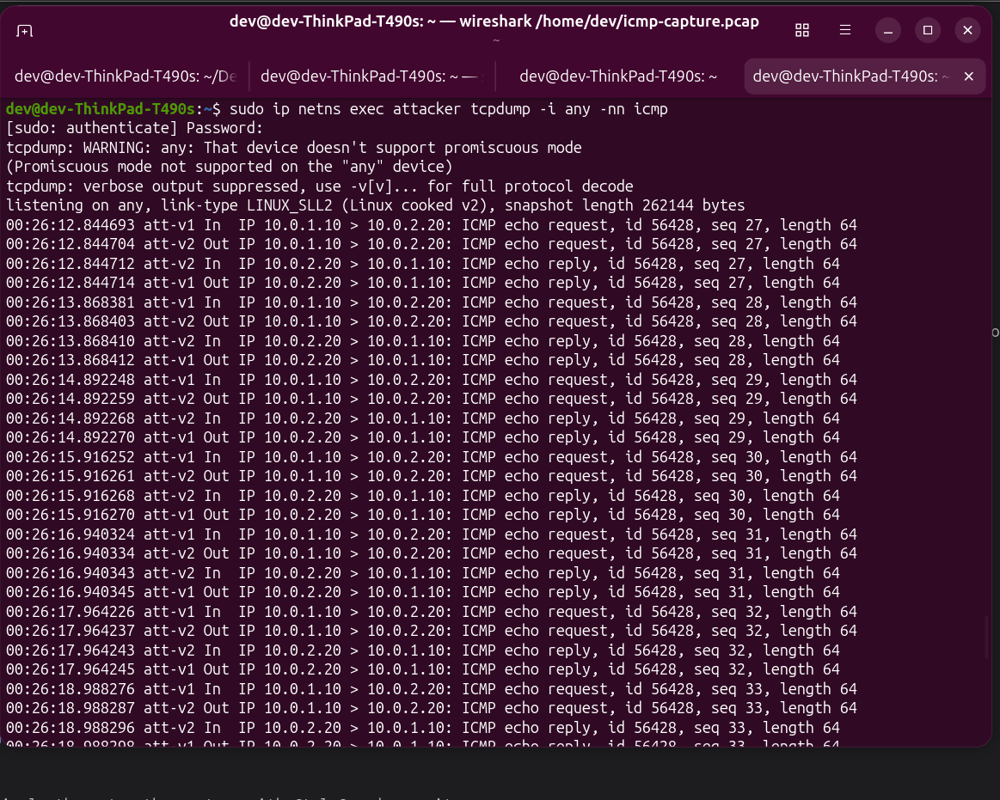 dev@dev-ThinkPad-T490s: ~ — wireshark /home/dev/icmp-capture.pcap
~
dev@dev-ThinkPad-T490s: ~/De
dev@dev-ThinkPad-T490s: ~ —
dev@dev-ThinkPad-T490s: ~
dev@dev-ThinkPad-T490s: ~
dev@dev-ThinkPad-T490s:~$ sudo ip netns exec attacker tcpdump -i any -nn icmp
[sudo: authenticate] Password:
tcpdump: WARNING: any: That device doesn't support promiscuous mode
(Promiscuous mode not supported on the "any" device)
tcpdump: verbose output suppressed, use -v[v]... for full protocol decode
listening on any, link-type LINUX_SLL2 (Linux cooked v2), snapshot length 262144 bytes
00:26:12.844693 att-v1 In  IP 10.0.1.10 > 10.0.2.20: ICMP echo request, id 56428, seq 27, length 64
00:26:12.844704 att-v2 Out IP 10.0.1.10 > 10.0.2.20: ICMP echo request, id 56428, seq 27, length 64
00:26:12.844712 att-v2 In  IP 10.0.2.20 > 10.0.1.10: ICMP echo reply, id 56428, seq 27, length 64
00:26:12.844714 att-v1 Out IP 10.0.2.20 > 10.0.1.10: ICMP echo reply, id 56428, seq 27, length 64
00:26:13.868381 att-v1 In  IP 10.0.1.10 > 10.0.2.20: ICMP echo request, id 56428, seq 28, length 64
00:26:13.868403 att-v2 Out IP 10.0.1.10 > 10.0.2.20: ICMP echo request, id 56428, seq 28, length 64
00:26:13.868410 att-v2 In  IP 10.0.2.20 > 10.0.1.10: ICMP echo reply, id 56428, seq 28, length 64
00:26:13.868412 att-v1 Out IP 10.0.2.20 > 10.0.1.10: ICMP echo reply, id 56428, seq 28, length 64
00:26:14.892248 att-v1 In  IP 10.0.1.10 > 10.0.2.20: ICMP echo request, id 56428, seq 29, length 64
00:26:14.892259 att-v2 Out IP 10.0.1.10 > 10.0.2.20: ICMP echo request, id 56428, seq 29, length 64
00:26:14.892268 att-v2 In  IP 10.0.2.20 > 10.0.1.10: ICMP echo reply, id 56428, seq 29, length 64
00:26:14.892270 att-v1 Out IP 10.0.2.20 > 10.0.1.10: ICMP echo reply, id 56428, seq 29, length 64
00:26:15.916252 att-v1 In  IP 10.0.1.10 > 10.0.2.20: ICMP echo request, id 56428, seq 30, length 64
00:26:15.916261 att-v2 Out IP 10.0.1.10 > 10.0.2.20: ICMP echo request, id 56428, seq 30, length 64
00:26:15.916268 att-v2 In  IP 10.0.2.20 > 10.0.1.10: ICMP echo reply, id 56428, seq 30, length 64
00:26:15.916270 att-v1 Out IP 10.0.2.20 > 10.0.1.10: ICMP echo reply, id 56428, seq 30, length 64
00:26:16.940324 att-v1 In  IP 10.0.1.10 > 10.0.2.20: ICMP echo request, id 56428, seq 31, length 64
00:26:16.940334 att-v2 Out IP 10.0.1.10 > 10.0.2.20: ICMP echo request, id 56428, seq 31, length 64
00:26:16.940343 att-v2 In  IP 10.0.2.20 > 10.0.1.10: ICMP echo reply, id 56428, seq 31, length 64
00:26:16.940345 att-v1 Out IP 10.0.2.20 > 10.0.1.10: ICMP echo reply, id 56428, seq 31, length 64
00:26:17.964226 att-v1 In  IP 10.0.1.10 > 10.0.2.20: ICMP echo request, id 56428, seq 32, length 64
00:26:17.964237 att-v2 Out IP 10.0.1.10 > 10.0.2.20: ICMP echo request, id 56428, seq 32, length 64
00:26:17.964243 att-v2 In  IP 10.0.2.20 > 10.0.1.10: ICMP echo reply, id 56428, seq 32, length 64
00:26:17.964245 att-v1 Out IP 10.0.2.20 > 10.0.1.10: ICMP echo reply, id 56428, seq 32, length 64
00:26:18.988276 att-v1 In  IP 10.0.1.10 > 10.0.2.20: ICMP echo request, id 56428, seq 33, length 64
00:26:18.988287 att-v2 Out IP 10.0.1.10 > 10.0.2.20: ICMP echo request, id 56428, seq 33, length 64
00:26:18.988296 att-v2 In  IP 10.0.2.20 > 10.0.1.10: ICMP echo reply, id 56428, seq 33, length 64
00:26:18.988298 att-v1 Out IP 10.0.2.20 > 10.0.1.10: ICMP echo reply, id 56428, seq 33, length 64